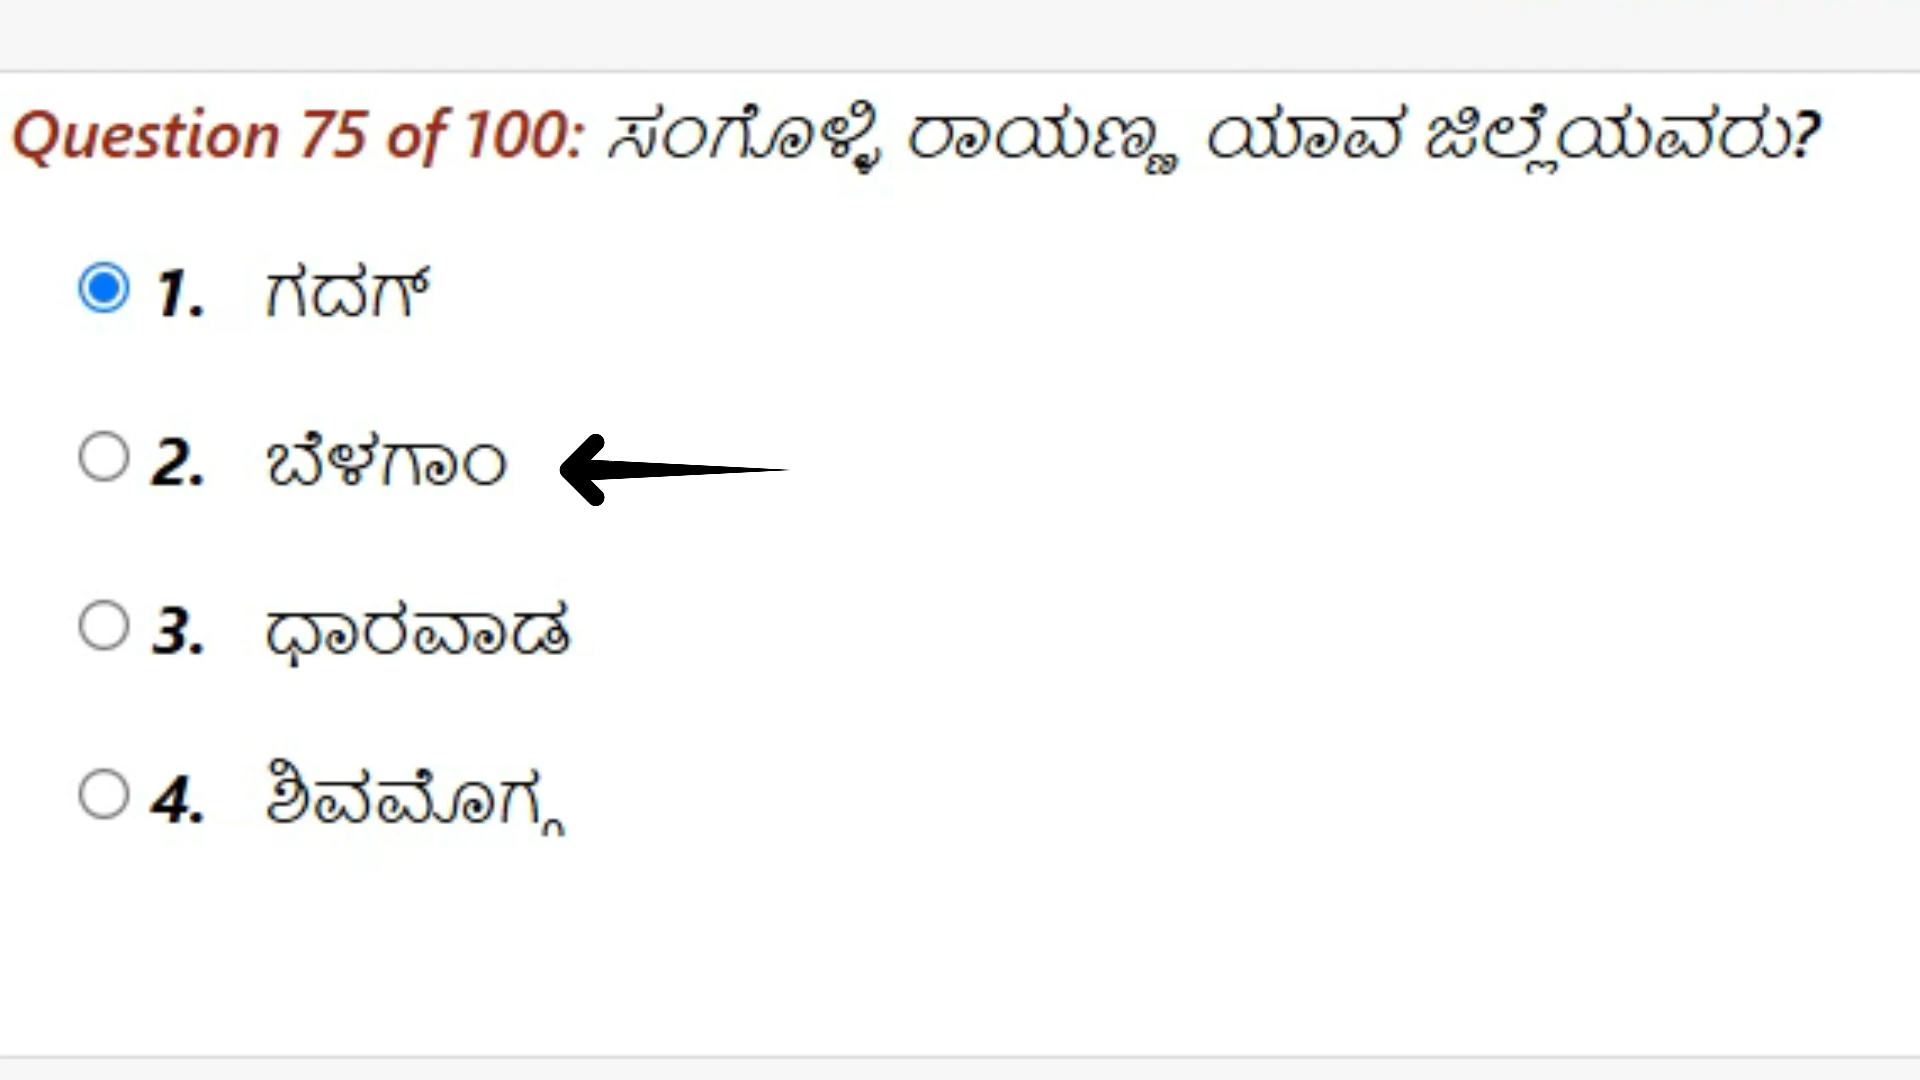 Question 75 of 100: ಸಂಗೊಳ್ಳಿ ರಾಯಣ್ಣ ಯಾವ ಜಿಲ್ಲೆಯವರು?
1. ಗದಗ್
2. ಬೆಳಗಾಂ
3. ಧಾರವಾಡ
4. ಶಿವಮೊಗ್ಗ